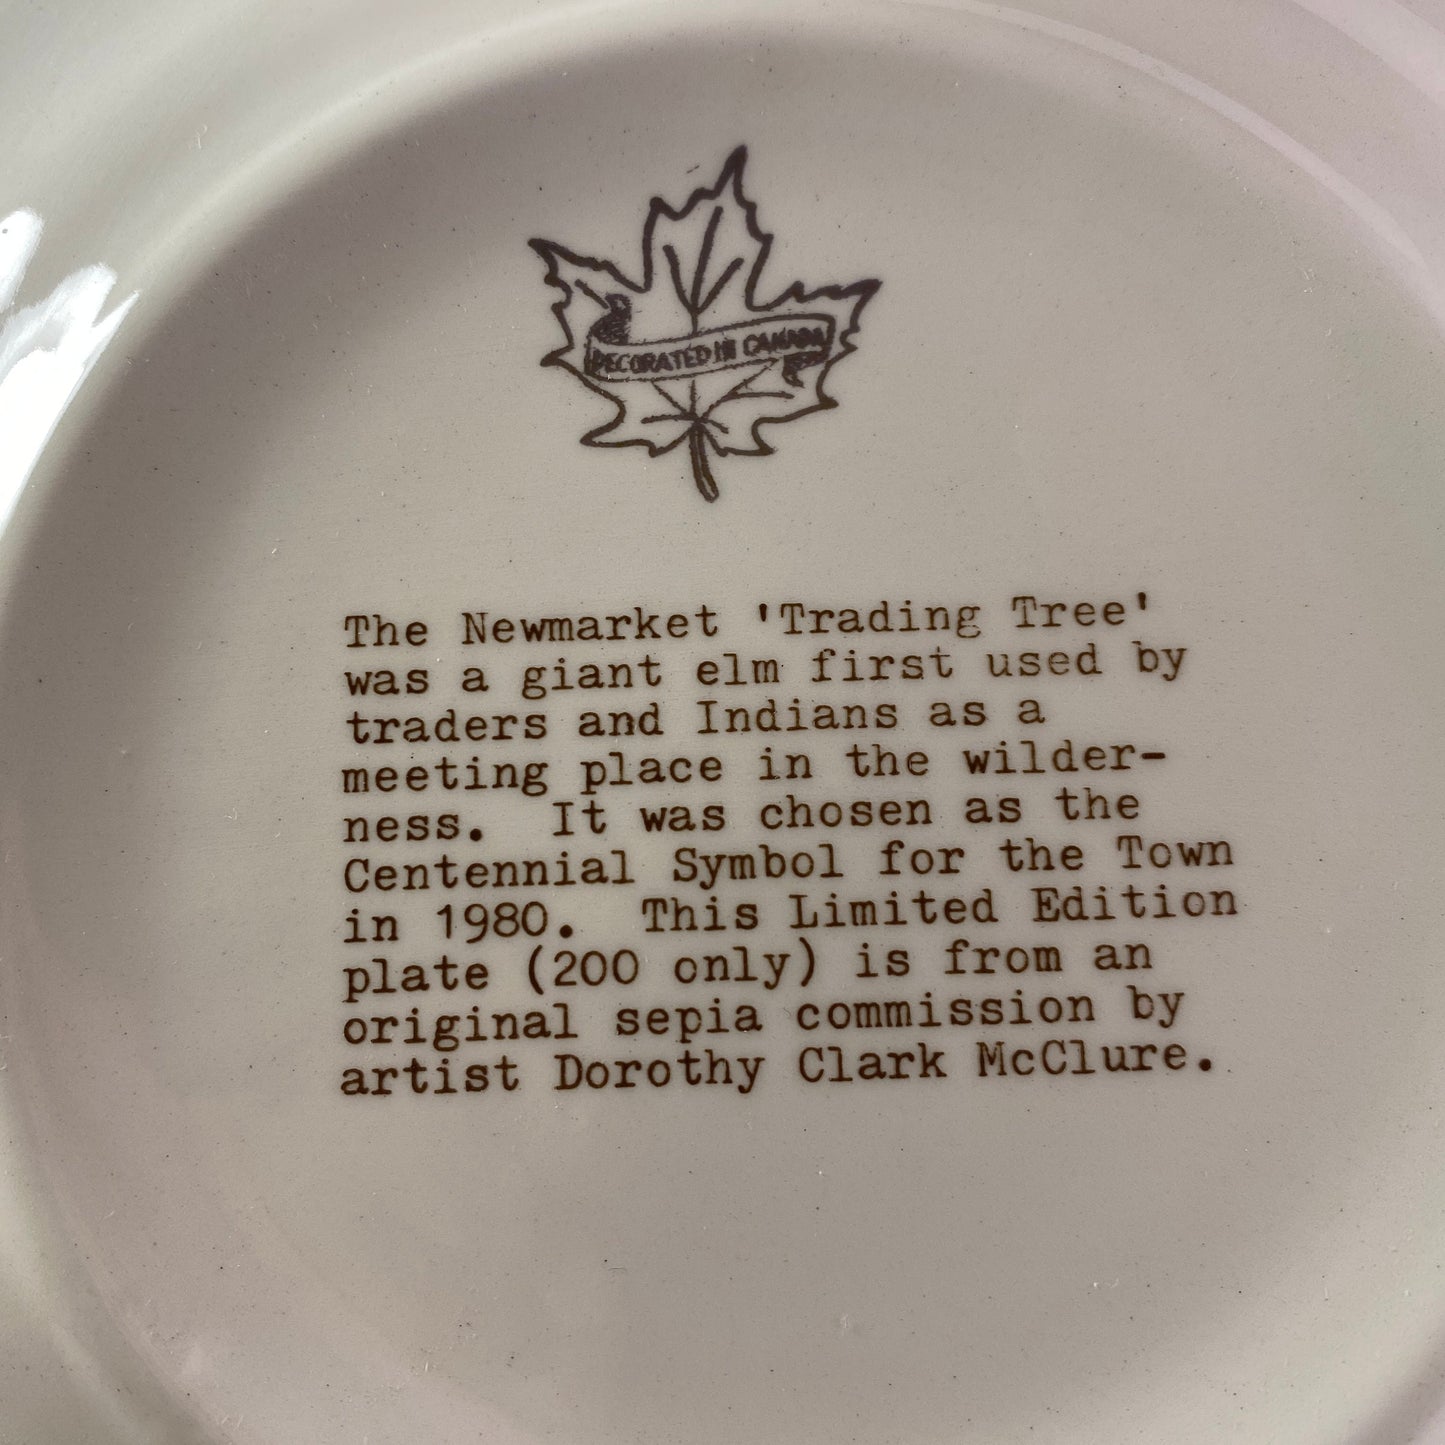 DECORATED IN CANADA
The Newmarket 'Trading Tree'
was a giant elm first used by
traders and Indians as a
meeting place in the wilder-
ness.  It was chosen as the
Centennial Symbol for the Town
in 1980.  This Limited Edition
plate (200 only) is from an
original sepia commission by
artist Dorothy Clark McClure.